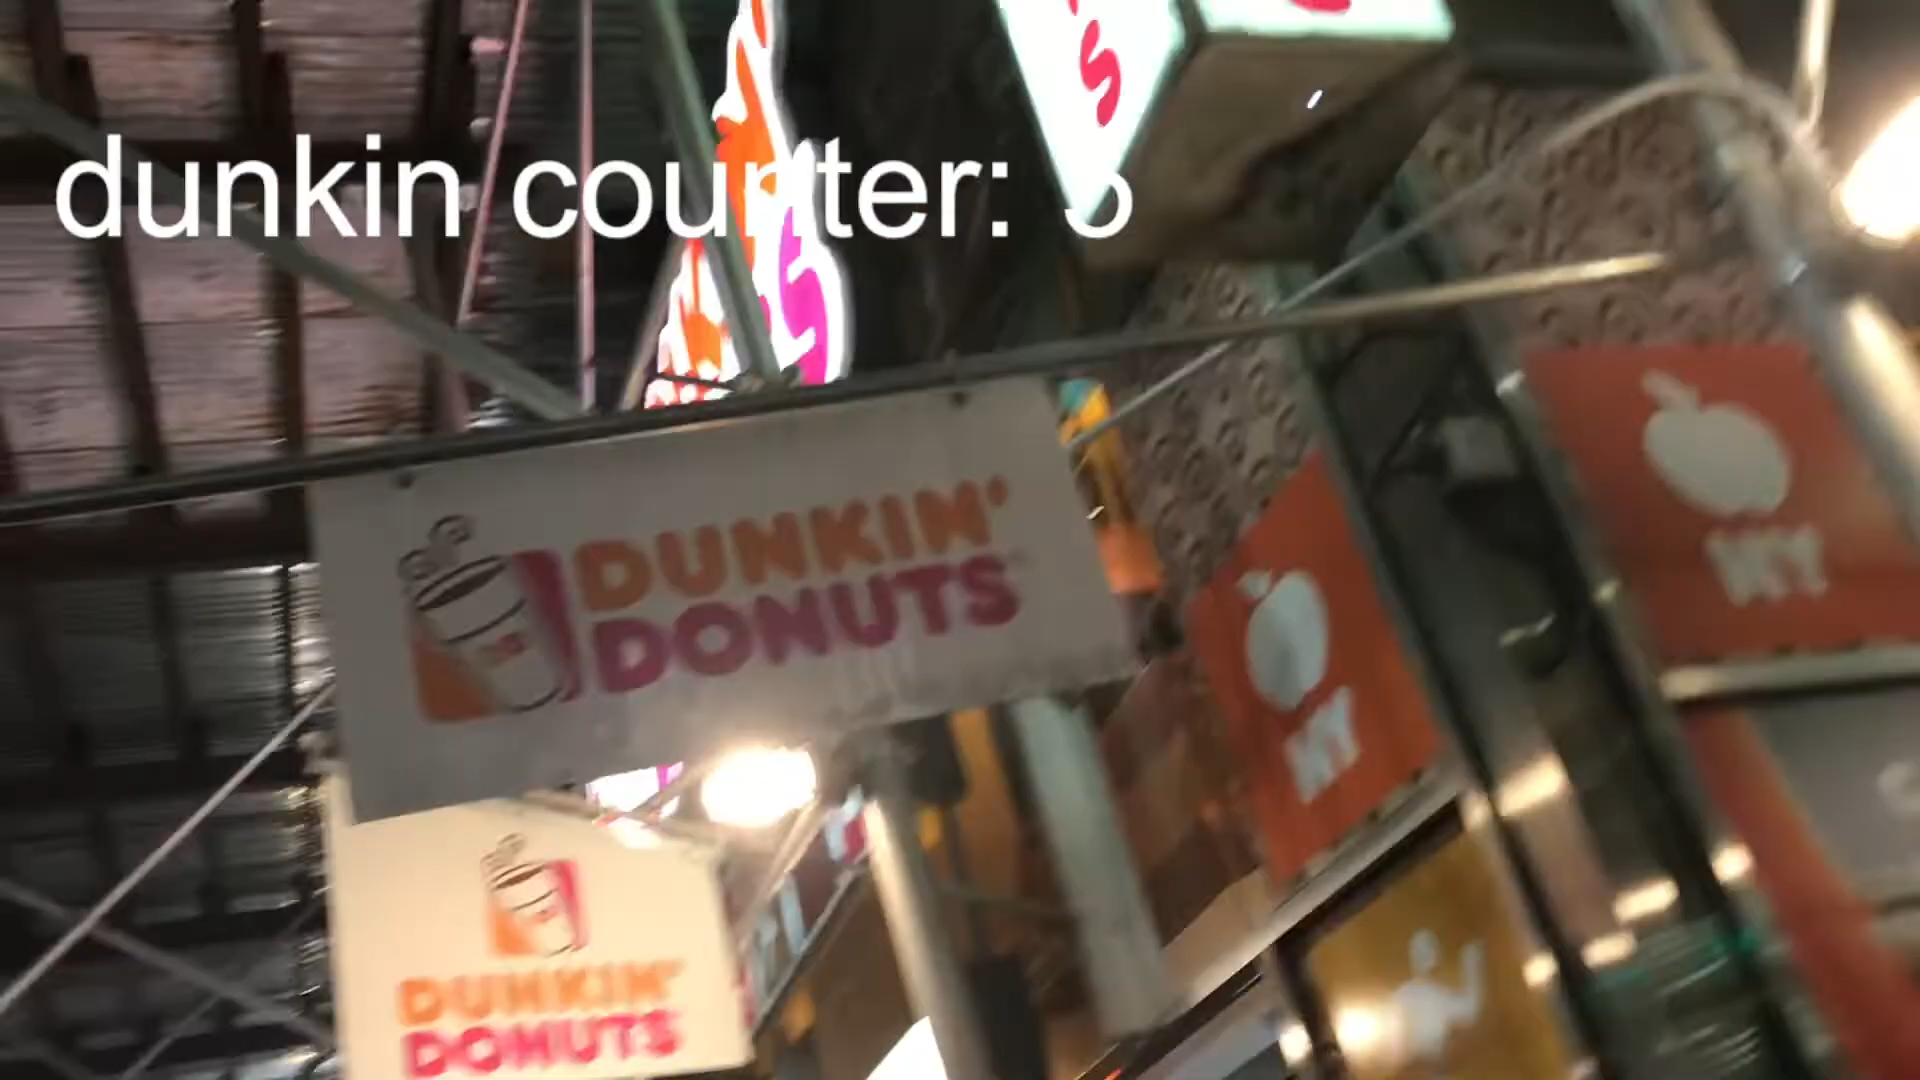 S
dunkin counter:
DUNKIN'
DONUTS
NY
NY
DUNKIN'
DONUTS